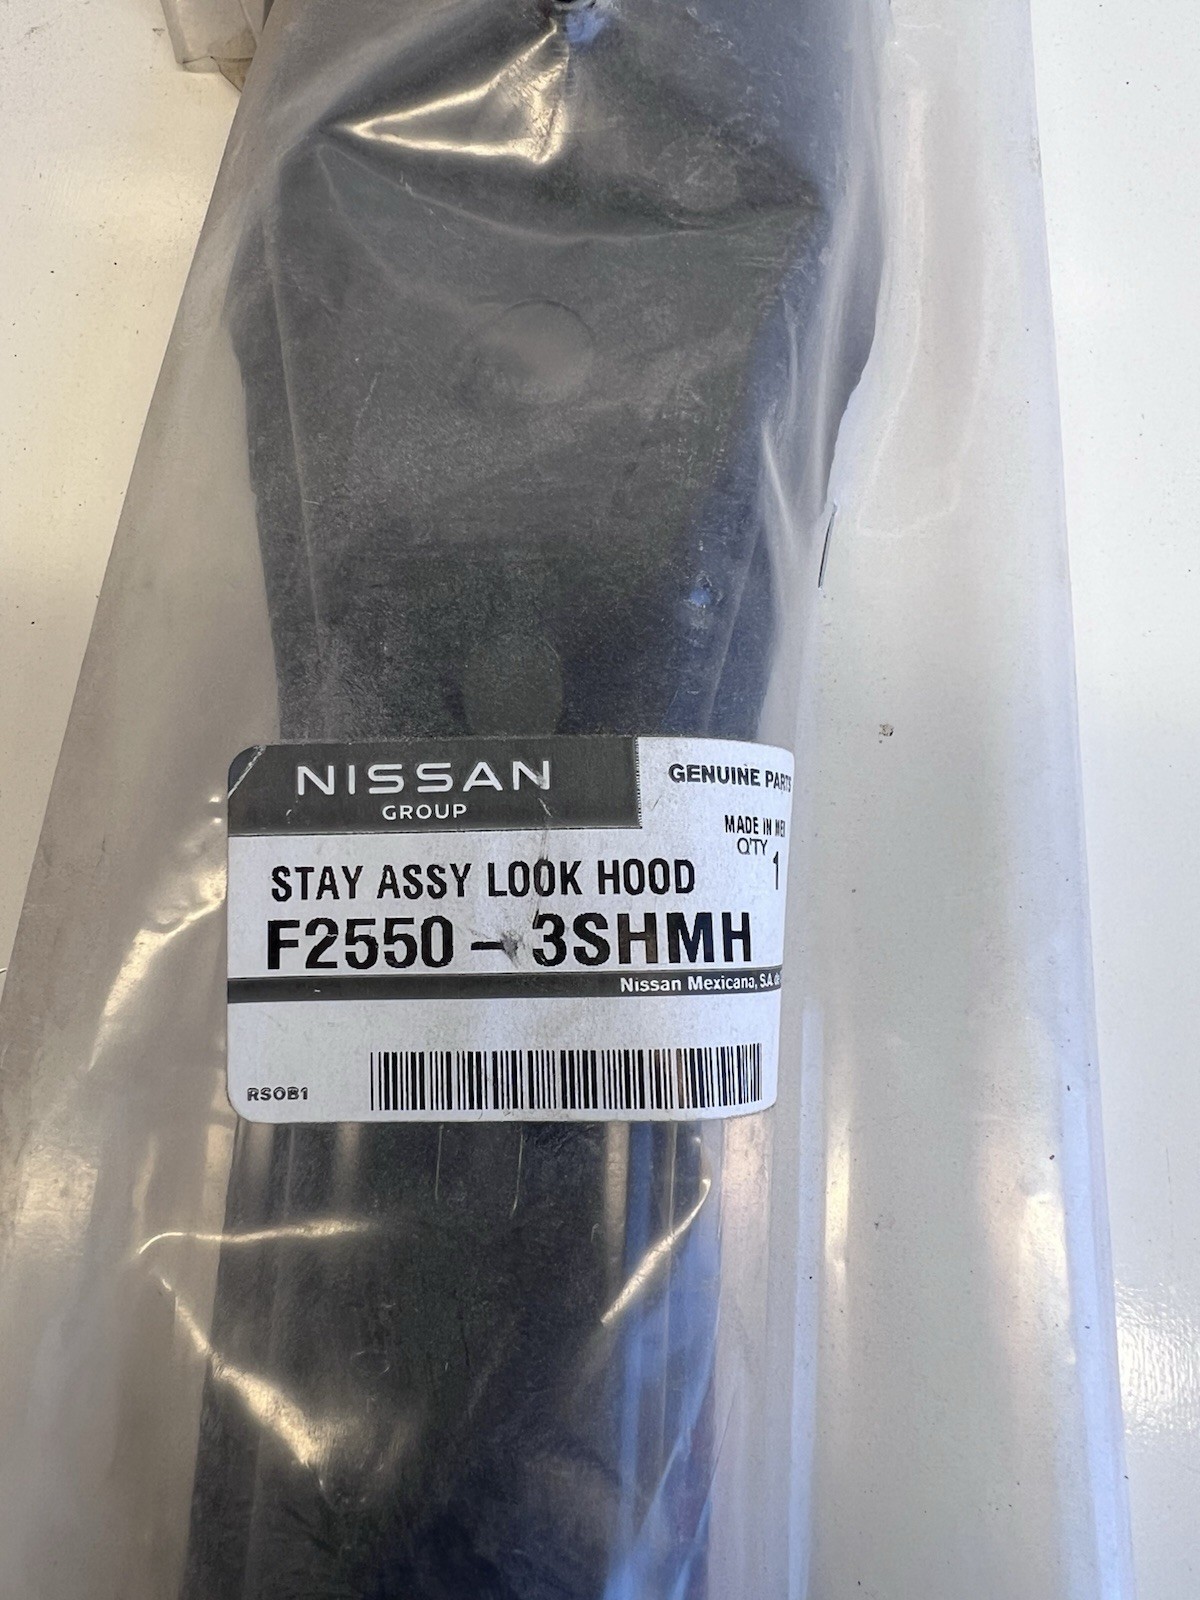 NISSAN
GROUP
GENUINE PARTS
MADE IN MEX
Q'TY 1
STAY ASSY LOOK HOOD
F2550 - 3SHMH
Nissan Mexicana, S.A. de
RSOB1